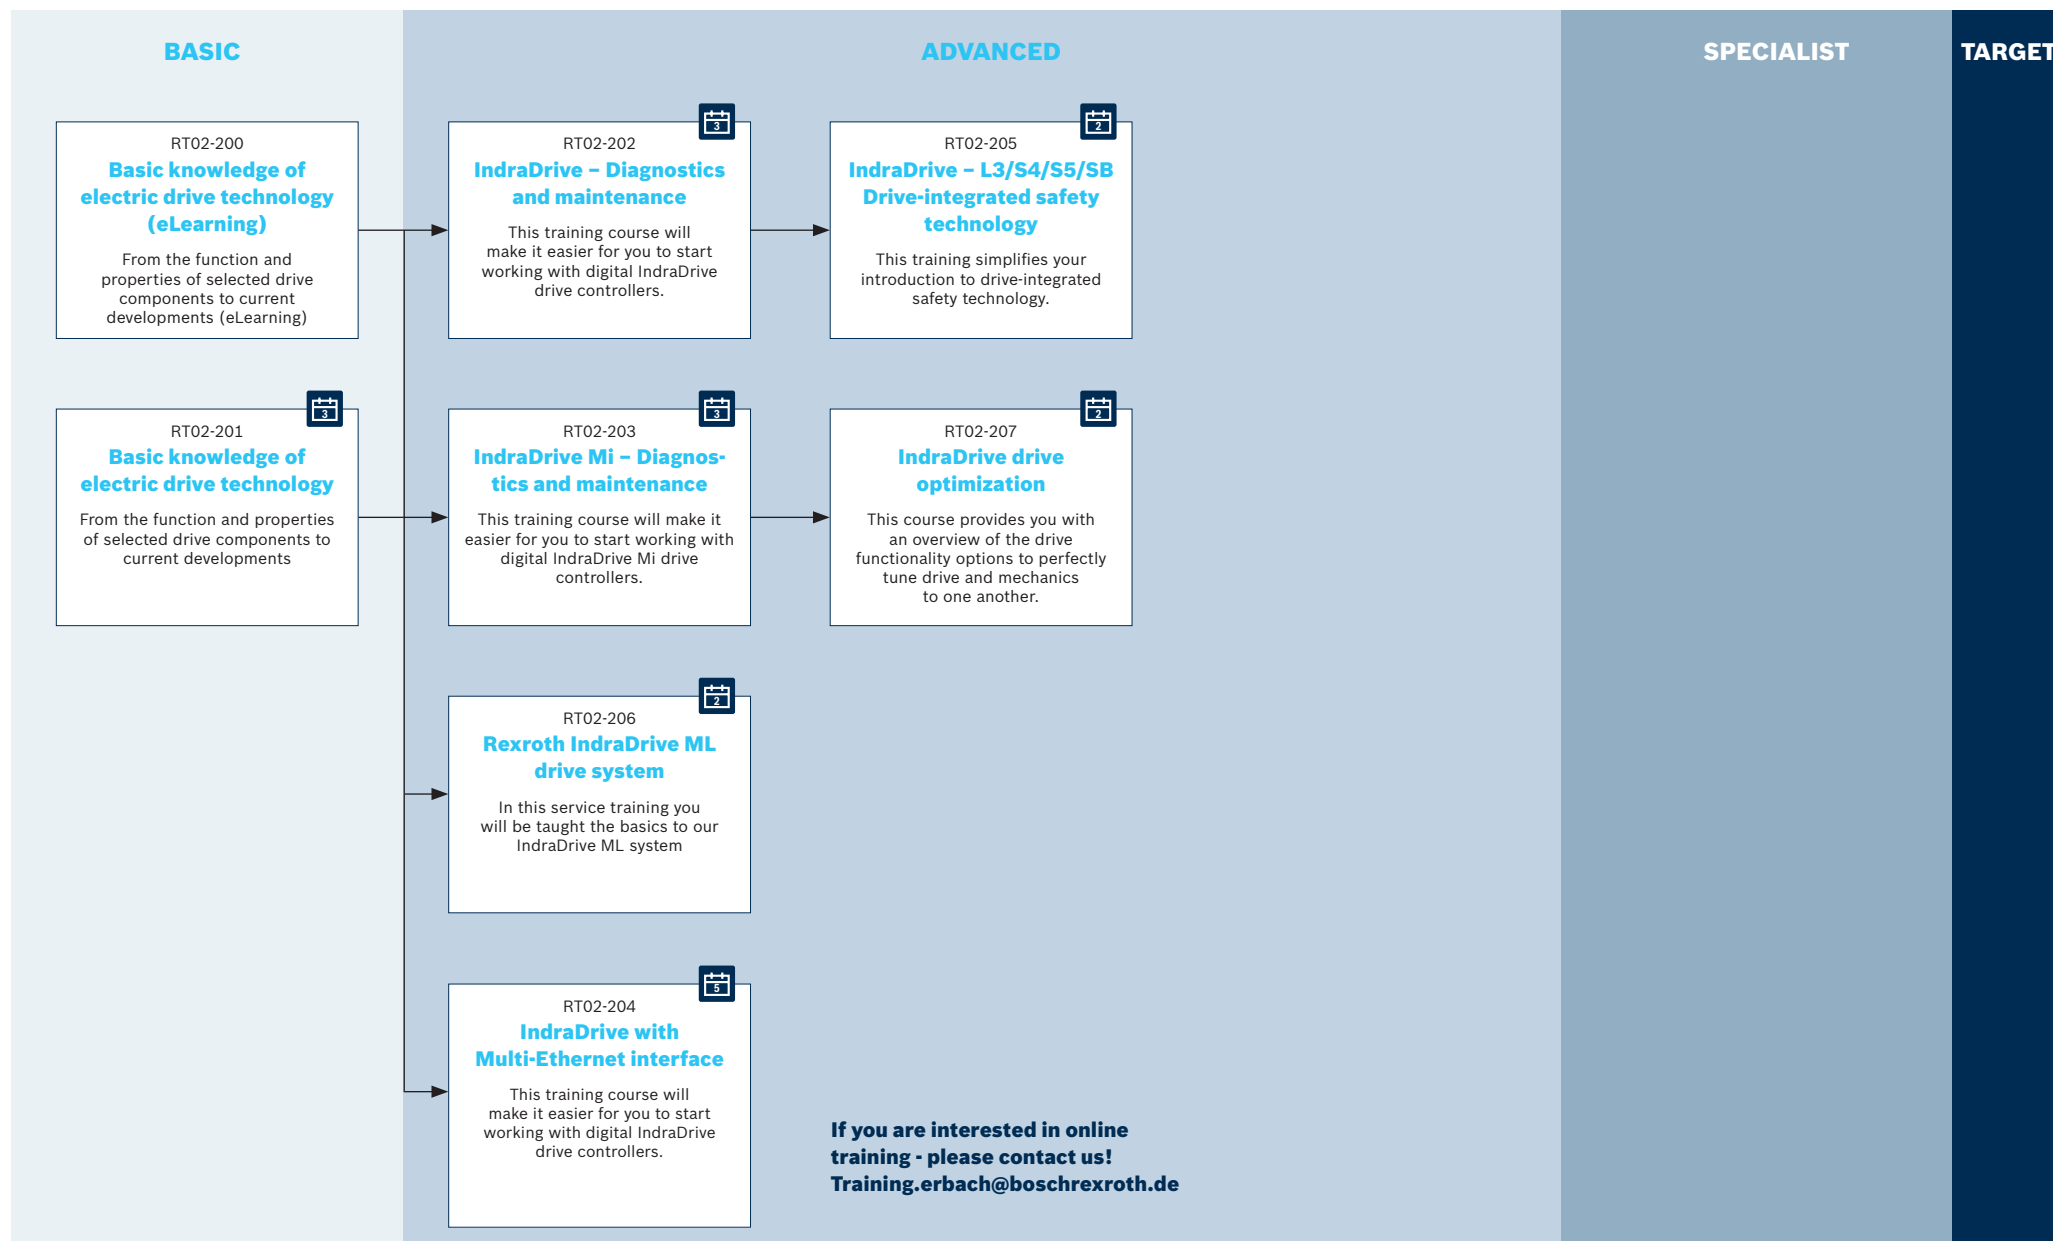 BASIC
ADVANCED
SPECIALIST
TARGET
RT02-200
Basic knowledge of
electric drive technology
(eLearning)
From the function and
properties of selected drive
components to current
developments (eLearning)
3
RT02-202
IndraDrive – Diagnostics
and maintenance
This training course will
make it easier for you to start
working with digital IndraDrive
drive controllers.
2
RT02-205
IndraDrive – L3/S4/S5/SB
Drive-integrated safety
technology
This training simplifies your
introduction to drive-integrated
safety technology.
3
RT02-201
Basic knowledge of
electric drive technology
From the function and properties
of selected drive components to
current developments
3
RT02-203
IndraDrive Mi – Diagnos-
tics and maintenance
This training course will make it
easier for you to start working with
digital IndraDrive Mi drive
controllers.
2
RT02-207
IndraDrive drive
optimization
This course provides you with
an overview of the drive
functionality options to perfectly
tune drive and mechanics
to one another.
2
RT02-206
Rexroth IndraDrive ML
drive system
In this service training you
will be taught the basics to our
IndraDrive ML system
5
RT02-204
IndraDrive with
Multi-Ethernet interface
This training course will
make it easier for you to start
working with digital IndraDrive
drive controllers.
If you are interested in online
training - please contact us!
Training.erbach@boschrexroth.de